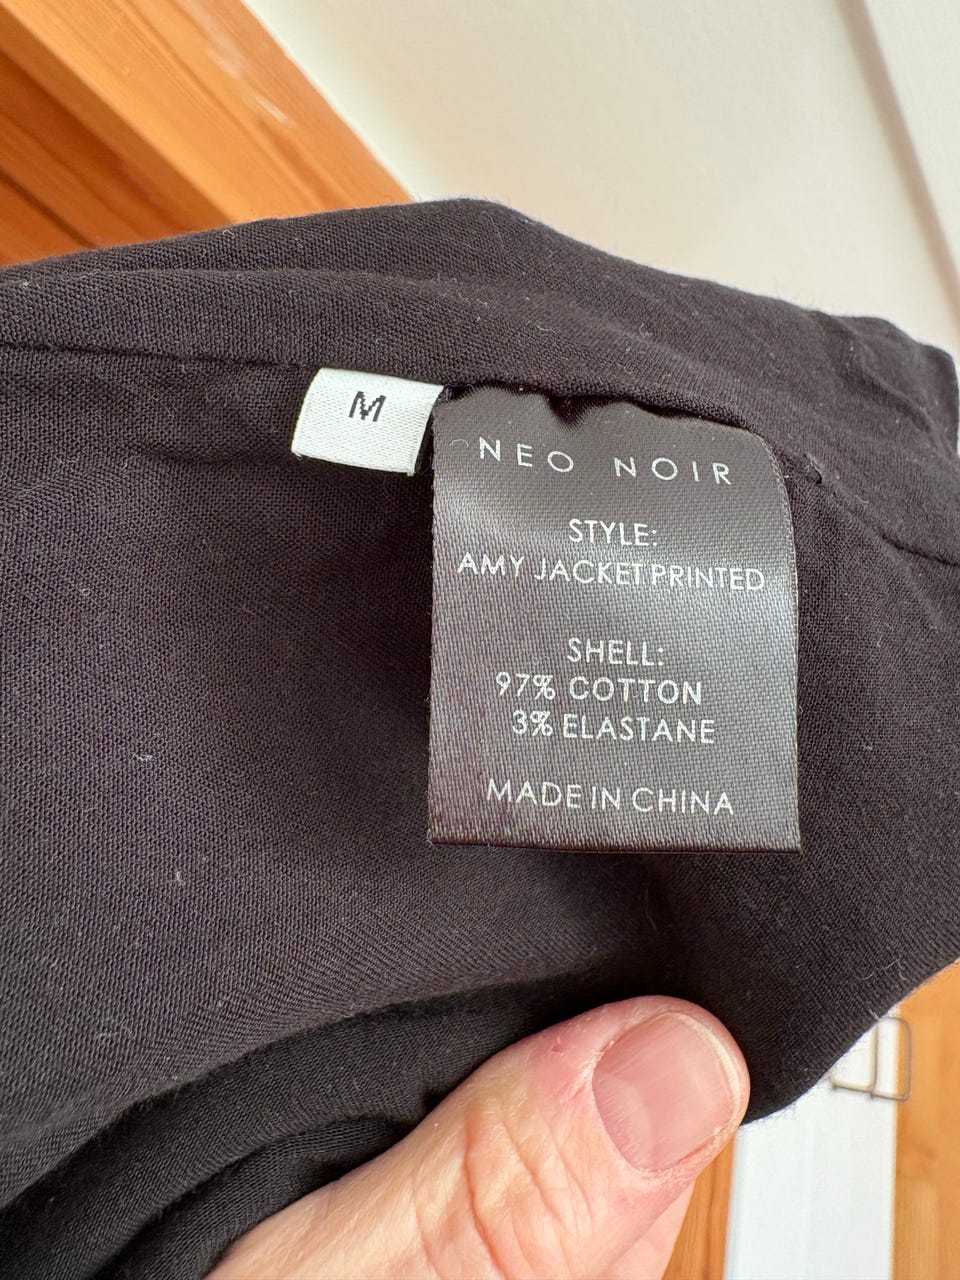 M
NEO NOIR
STYLE:
AMY JACKET PRINTED
SHELL:
97% COTTON
3% ELASTANE
MADE IN CHINA